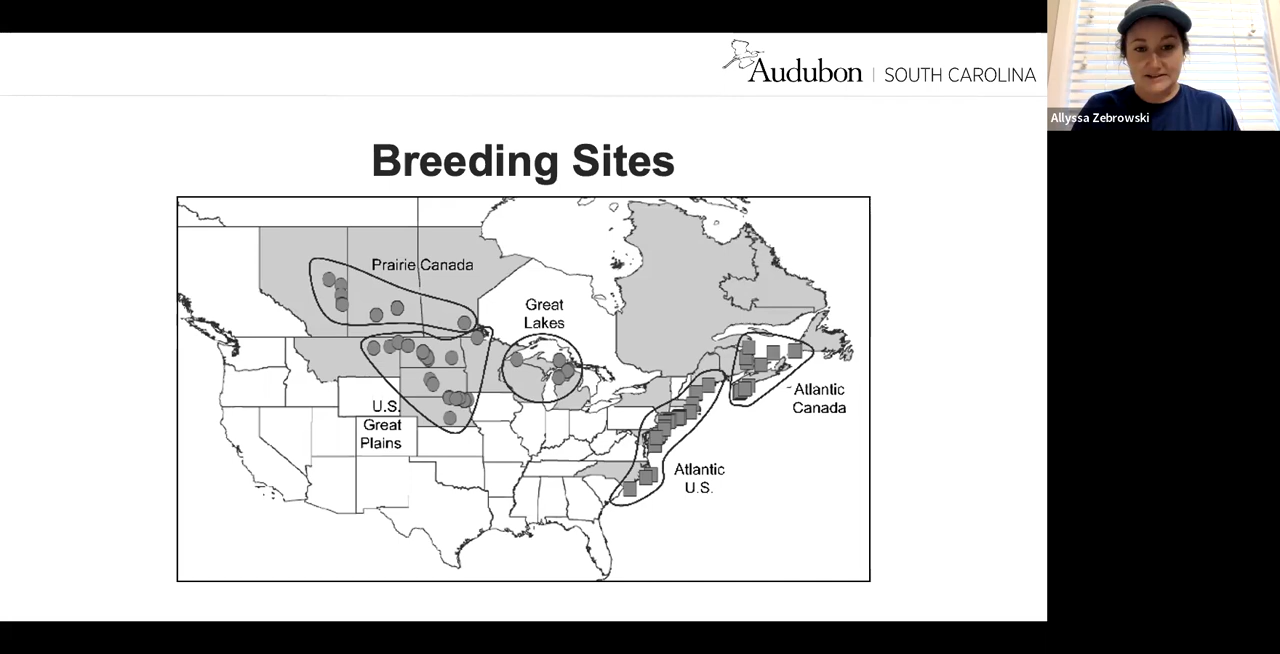 Audubon | SOUTH CAROLINA
Allyssa Zebrowski
Breeding Sites
Prairie Canada
Great
Lakes
U.S.
Great
Plains
Atlantic
Canada
Atlantic
U.S.